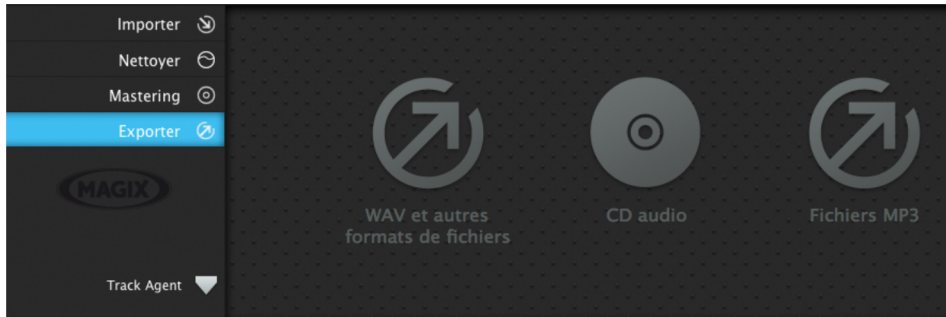 Importer
Nettoyer
Mastering
Exporter
MAGIX
Track Agent
WAV et autres
formats de fichiers
CD audio
Fichiers MP3